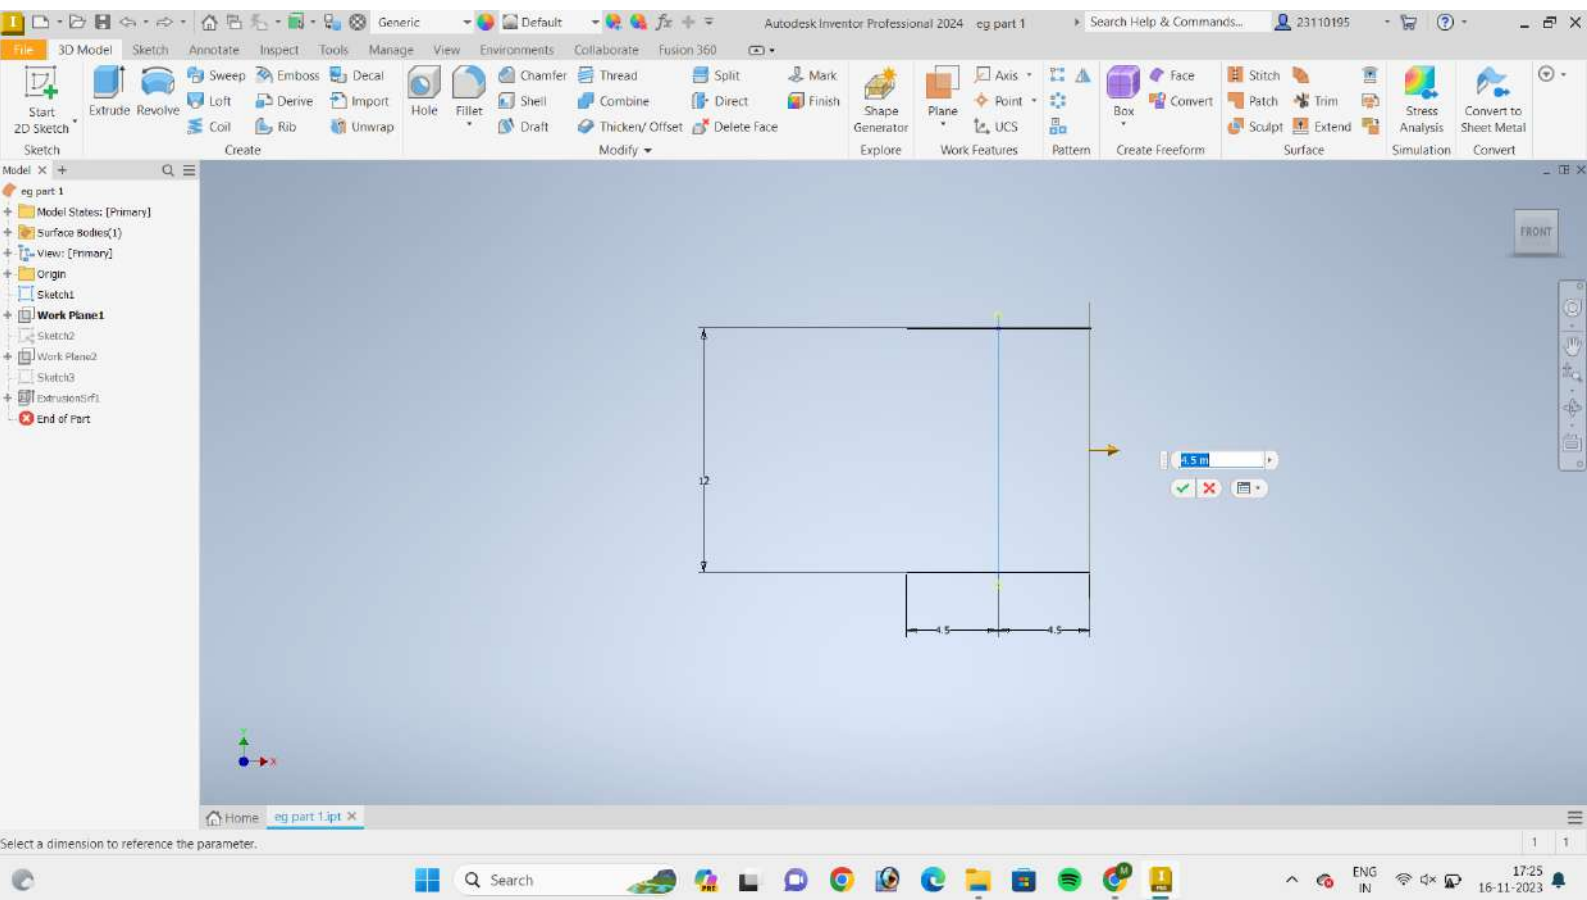 Generic
Default
fx
Autodesk Inventor Professional 2024 eg part 1
Search Help & Commands...
23110195
File 3D Model Sketch Annotate Inspect Tools Manage View Environments Collaborate Fusion 360
Start
2D Sketch
Extrude Revolve
Sweep Emboss Decal
Loft Derive Import
Coil Rib Unwrap
Hole Fillet
Chamfer Thread Split Mark
Shell Combine Direct Finish
Draft Thicken/ Offset Delete Face
Shape
Generator
Plane
Axis
Point
UCS
Box
Face
Convert
Stitch
Patch Trim
Sculpt Extend
Stress
Analysis
Convert to
Sheet Metal
Sketch Create Modify Explore Work Features Pattern Create Freeform Surface Simulation Convert
Model
eg part 1
Model States: [Primary]
Surface Bodies(1)
View: [Primary]
Origin
Sketch1
Work Plane1
Sketch2
Work Plane2
Sketch3
ExtrusionSrf1
End of Part
FRONT
12
4.5 m
4.5 4.5
Y
X
Home eg part 1.ipt
Select a dimension to reference the parameter.
1 1
Search
ENG
IN
17:25
16-11-2023